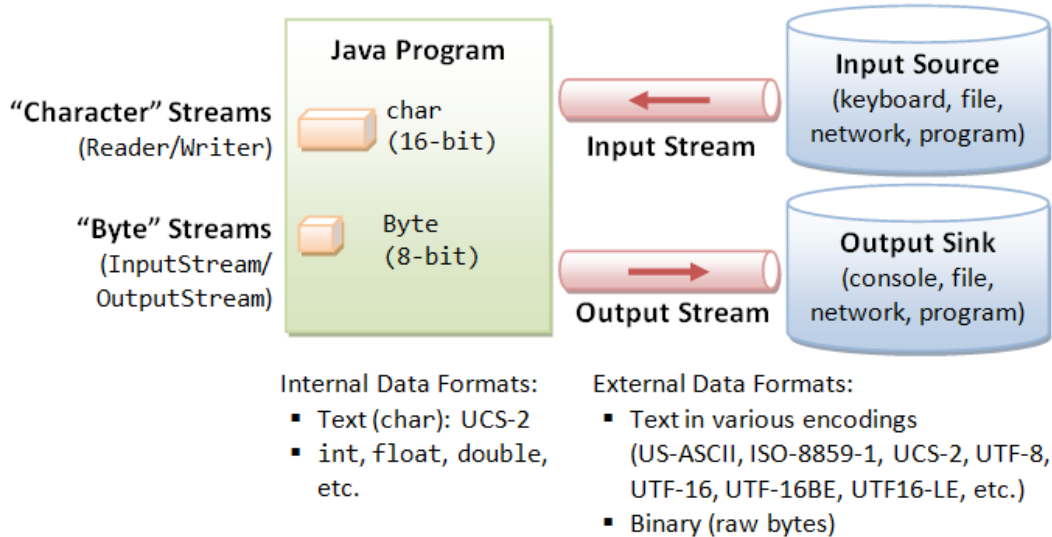 “Character” Streams
(Reader/Writer)
“Byte” Streams
(InputStream/
OutputStream)
Java Program
char
(16-bit)
Byte
(8-bit)
Input Stream
Output Stream
Input Source
(keyboard, file,
network, program)
Output Sink
(console, file,
network, program)
Internal Data Formats:
▪ Text (char): UCS-2
▪ int, float, double,
etc.
External Data Formats:
▪ Text in various encodings
(US-ASCII, ISO-8859-1, UCS-2, UTF-8,
UTF-16, UTF-16BE, UTF16-LE, etc.)
▪ Binary (raw bytes)